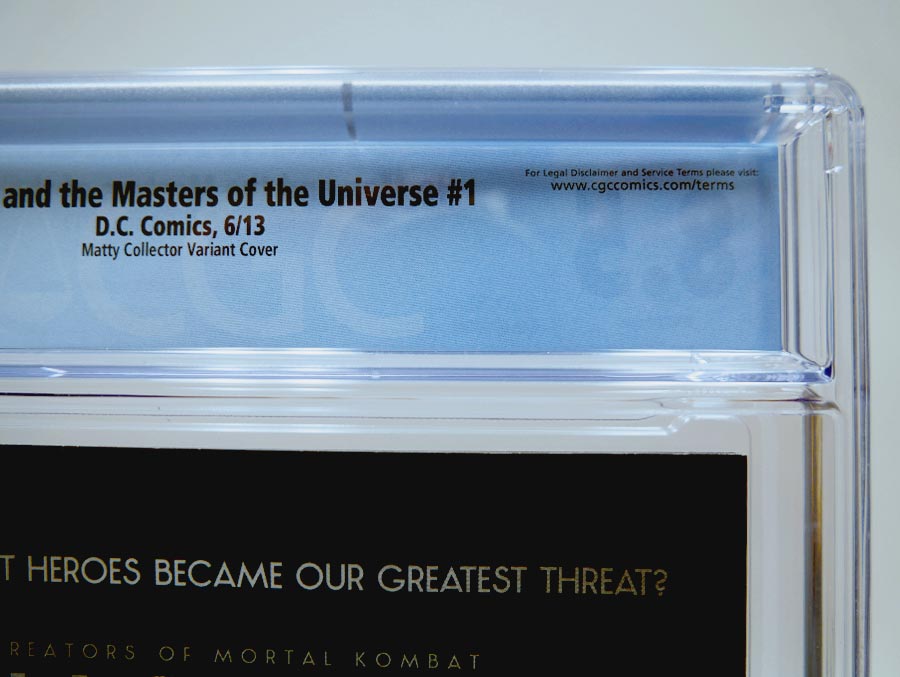 and the Masters of the Universe #1
D.C. Comics, 6/13
Matty Collector Variant Cover
For Legal Disclaimer and Service Terms please visit:
www.cgccomics.com/terms
CGC
T HEROES BECAME OUR GREATEST THREAT?
REATORS OF MORTAL KOMBAT